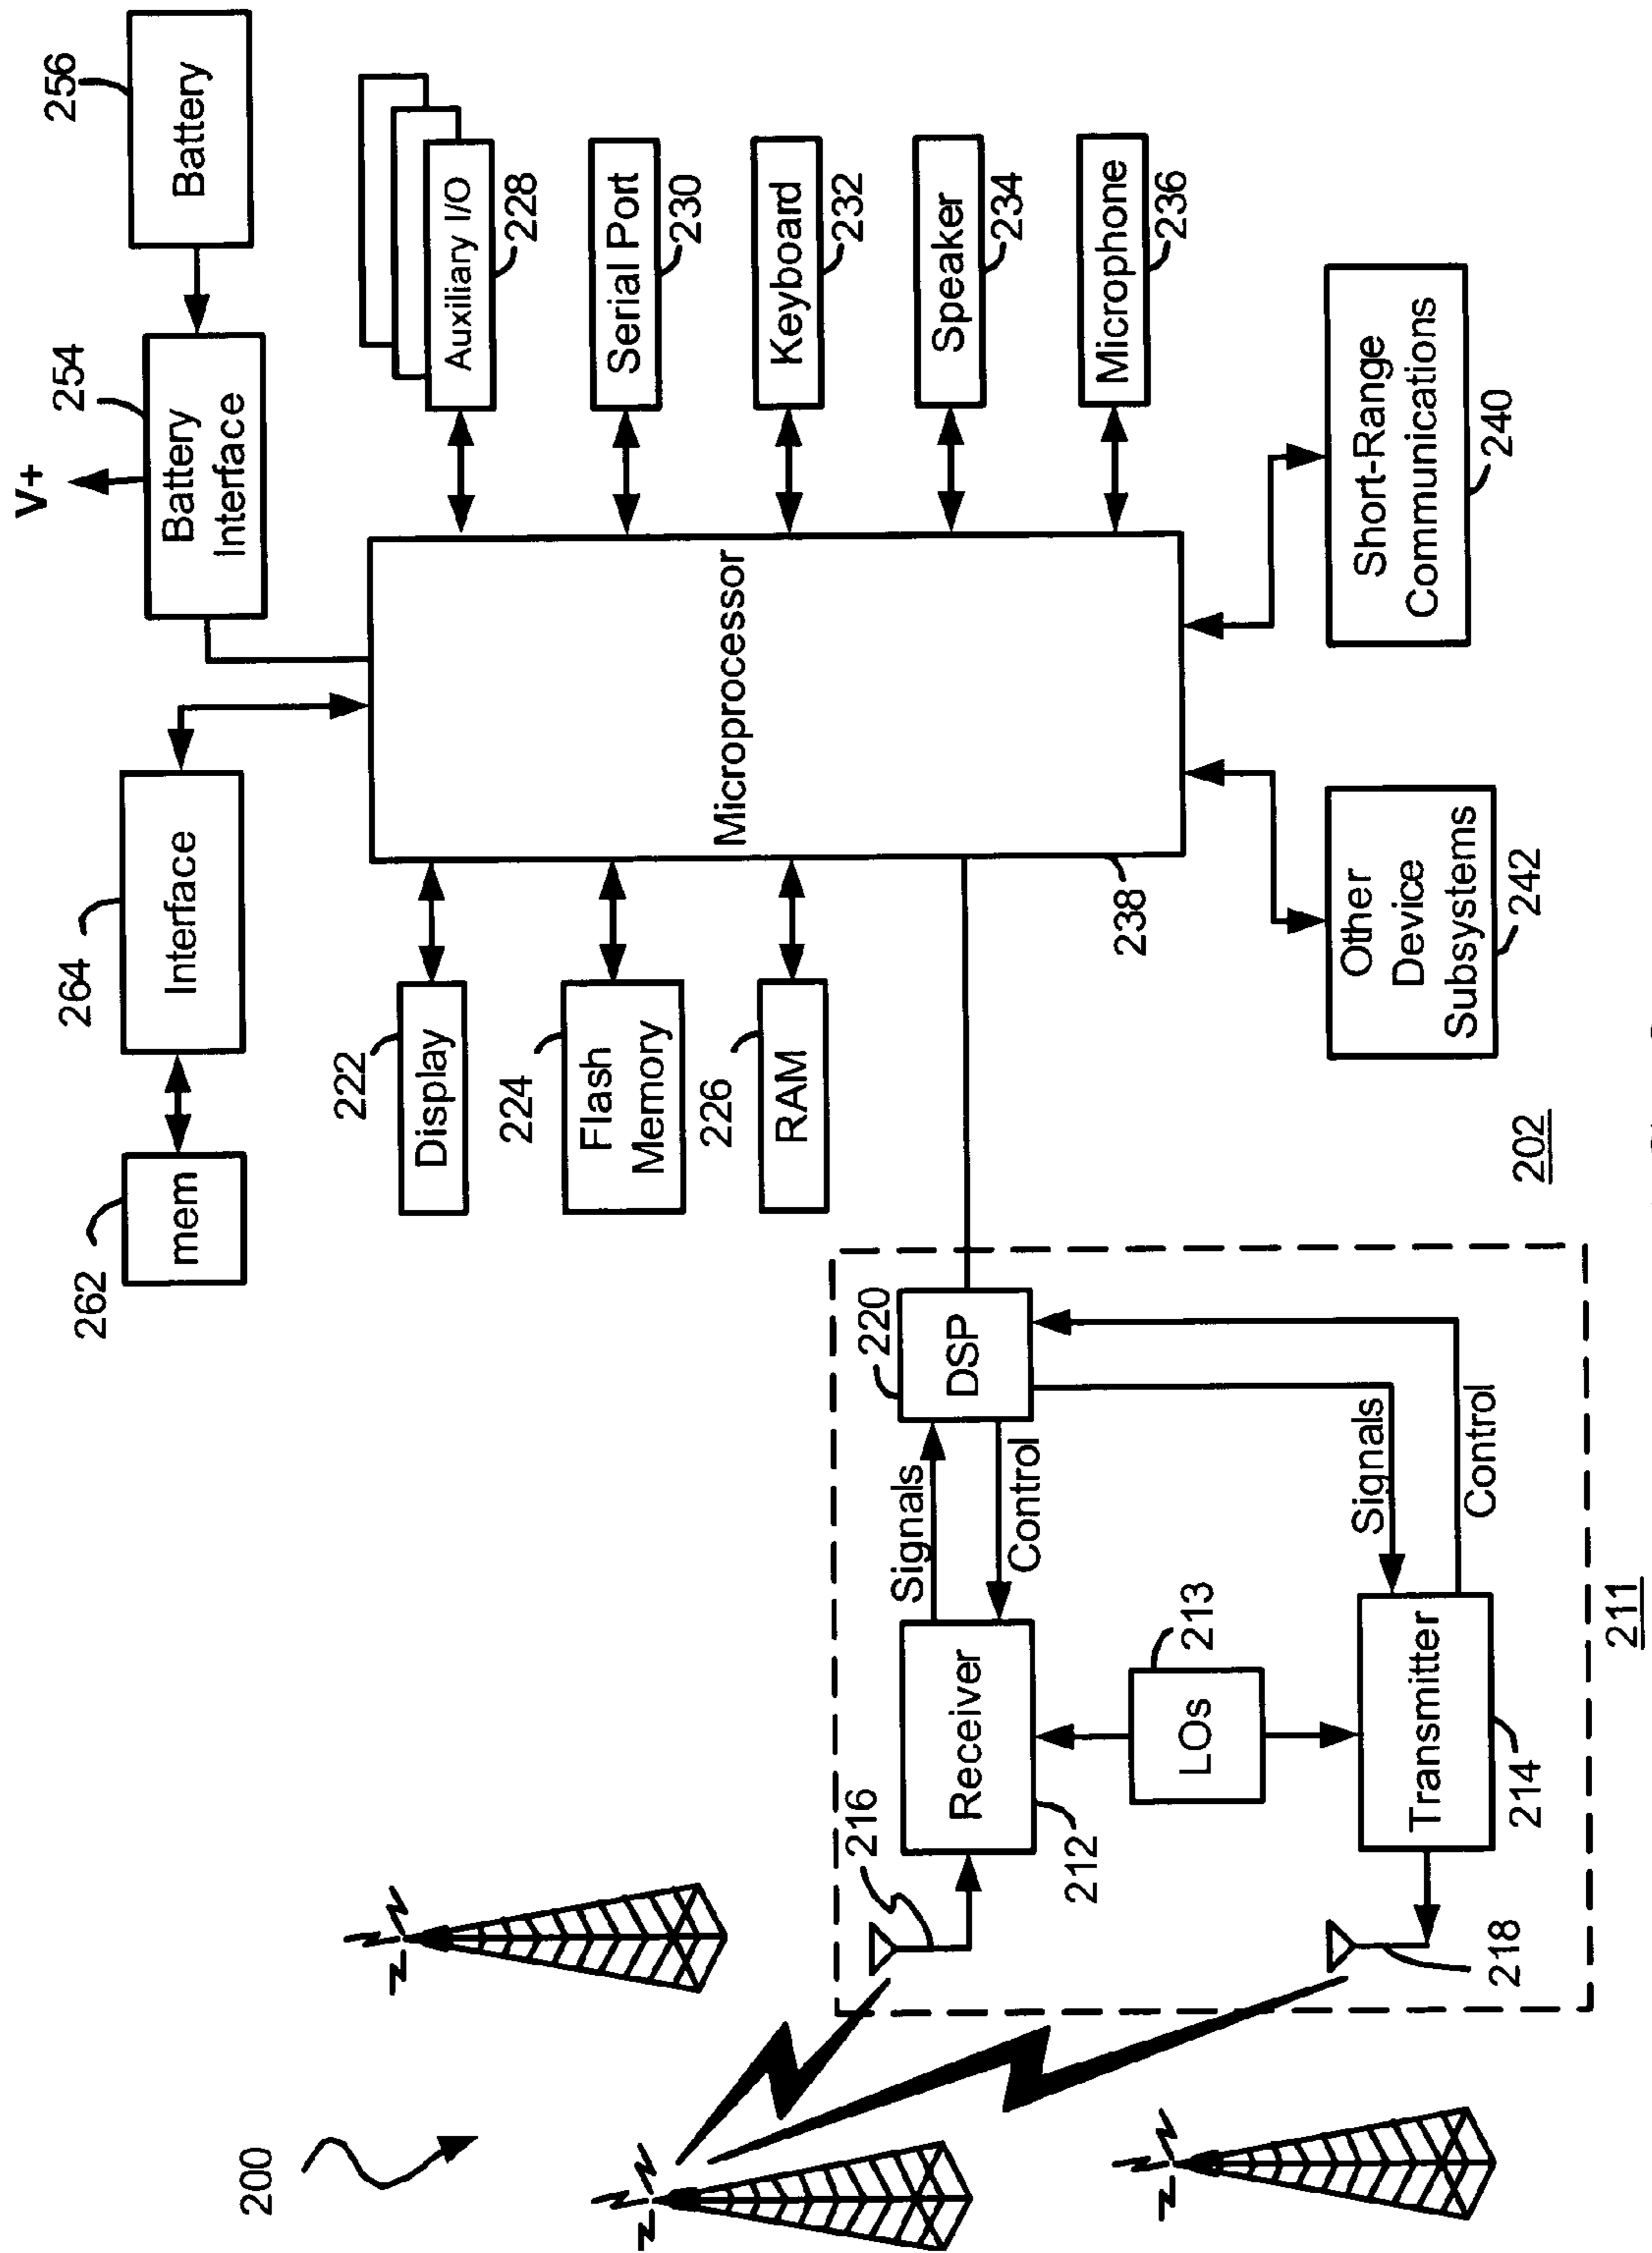 200
262
mem
264
Interface
V+
254
Battery
Interface
256
Battery
222
Display
224
Flash
Memory
226
RAM
Microprocessor
238
Auxiliary I/O
228
Serial Port
230
Keyboard
232
Speaker
234
Microphone
236
Other
Device
Subsystems
242
Short-Range
Communications
240
202
216
Receiver
212
Signals
Control
220
DSP
LOs
213
Signals
Control
Transmitter
214
218
211